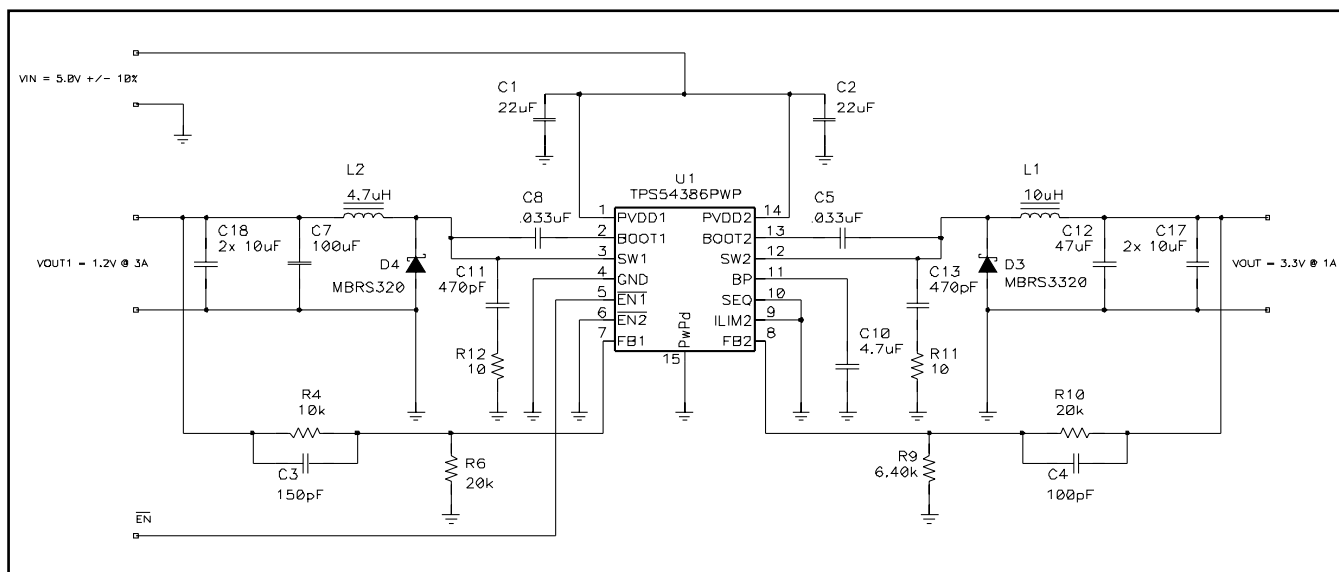 VIN = 5.0V +/- 10%
C1
22uF
C2
22uF
L2
4.7uH
C8
.033uF
U1
TPS54386PWP
C5
.033uF
L1
10uH
1
PVDD1
PVDD2
14
2
BOOT1
BOOT2
13
3
SW1
SW2
12
4
GND
BP
11
5
EN1
SEQ
10
6
EN2
ILIM2
9
7
FB1
FB2
8
PwPd
15
C18
2x 10uF
C7
100uF
VOUT1 = 1.2V @ 3A
D4
MBRS320
C11
470pF
R12
10
C13
470pF
D3
MBRS3320
C12
47uF
C17
2x 10uF
VOUT = 3.3V @ 1A
C10
4.7uF
R11
10
R4
10k
C3
150pF
R6
20k
R9
6.40k
R10
20k
C4
100pF
EN